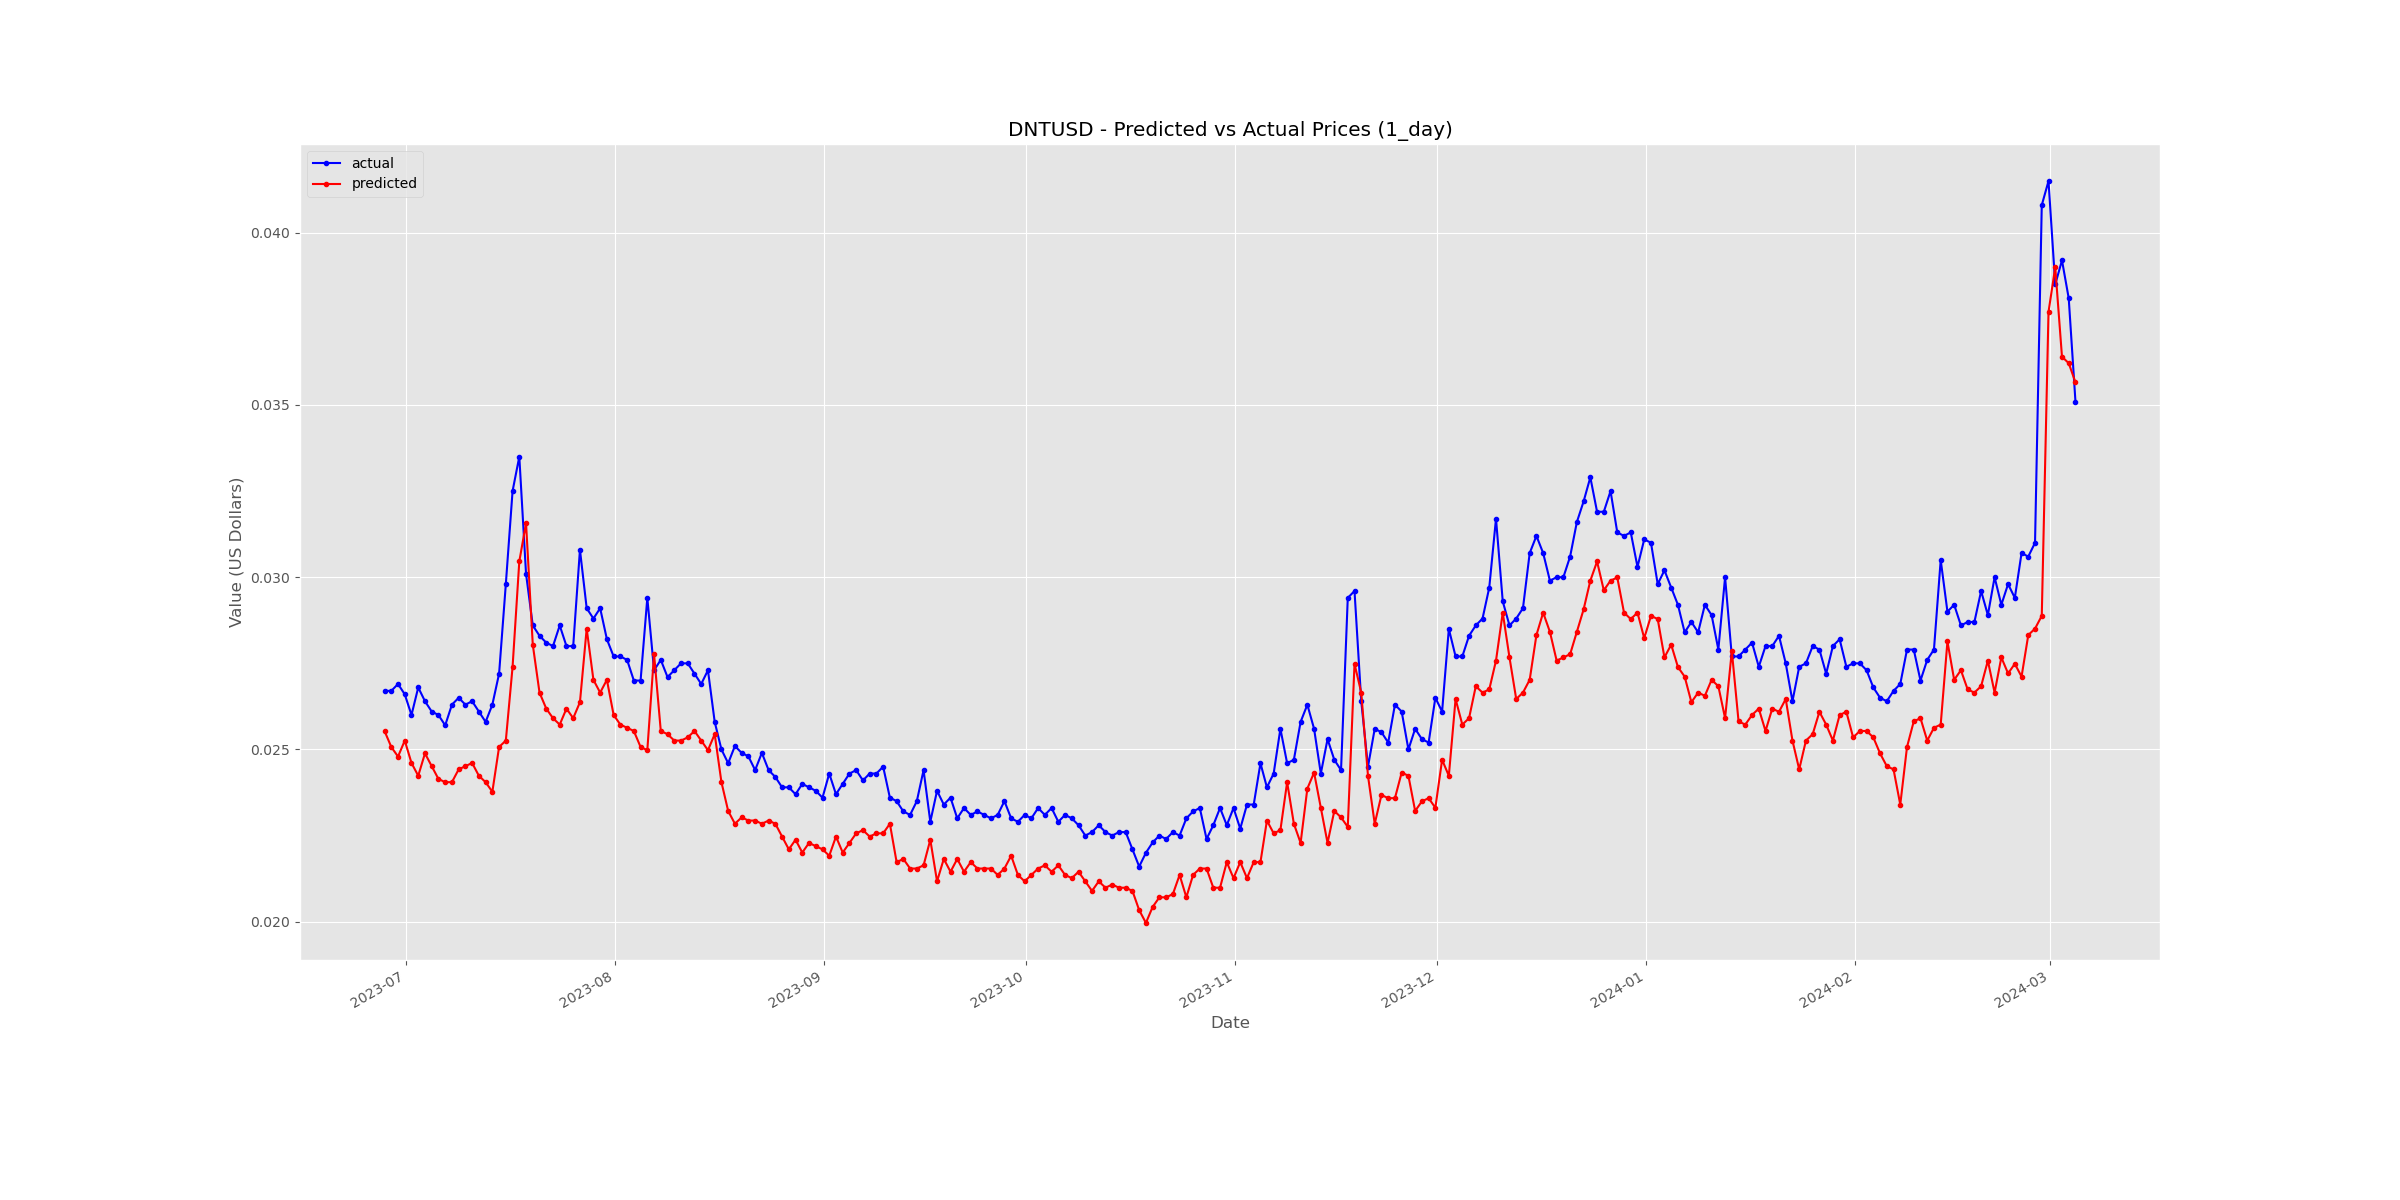 DNTUSD - Predicted vs Actual Prices (1_day)
actual
predicted
0.040
0.035
0.030
0.025
0.020
Value (US Dollars)
2023-07
2023-08
2023-09
2023-10
2023-11
2023-12
2024-01
2024-02
2024-03
Date